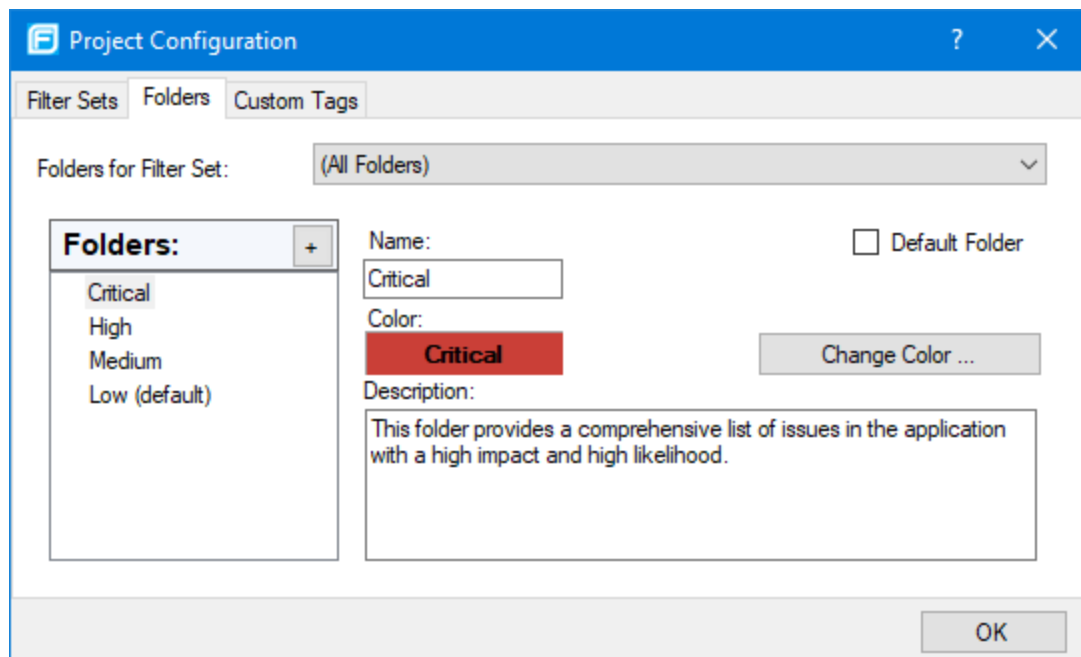 Project Configuration
?
Filter Sets
Folders
Custom Tags
Folders for Filter Set:
(All Folders)
Folders:
+
Critical
High
Medium
Low (default)
Name:
Default Folder
Critical
Color:
Critical
Change Color ...
Description:
This folder provides a comprehensive list of issues in the application
with a high impact and high likelihood.
OK